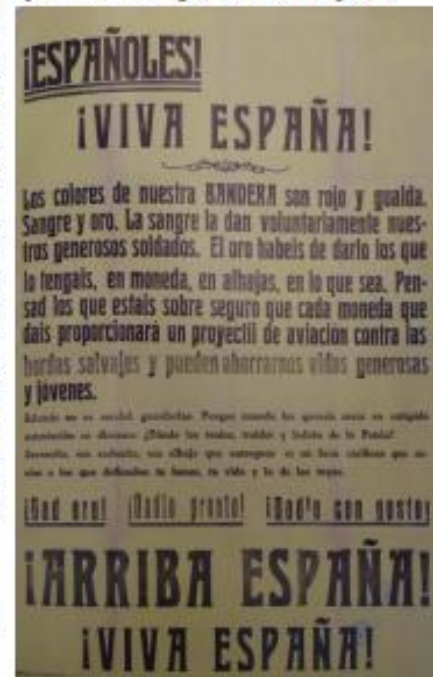 ¡ESPAÑOLES!
¡VIVA ESPAÑA!
Los colores de nuestra BANDERA son rojo y gualda.
Sangre y oro. La sangre la dan voluntariamente nues-
tros generosos soldados. El oro habeis de darlo los que
lo tengais, en moneda, en alhajas, en lo que sea. Pen-
sad los que estais sobre seguro que cada moneda que
dais proporcionará un proyectil de aviacion contra las
hordas salvajes y pueden ahorrarnos vidas generosas
y jovenes.
¡Dad oro! ¡Dadlo pronto! ¡Dadlo con gusto!
¡ARRIBA ESPAÑA!
¡VIVA ESPAÑA!